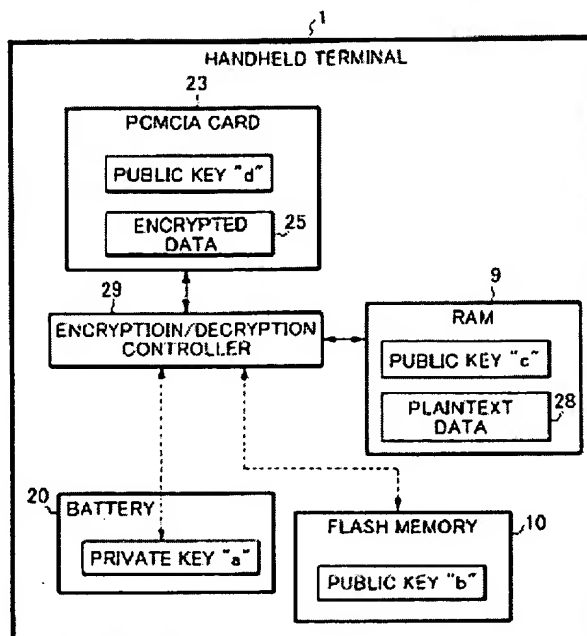 1
HANDHELD TERMINAL
23
PCMCIA CARD
PUBLIC KEY "d"
ENCRYPTED
DATA
25
29
ENCRYPTIOIN/DECRYPTION
CONTROLLER
9
RAM
PUBLIC KEY "c"
PLAINTEXT
DATA
28
20
BATTERY
PRIVATE KEY "a"
FLASH MEMORY
10
PUBLIC KEY "b"